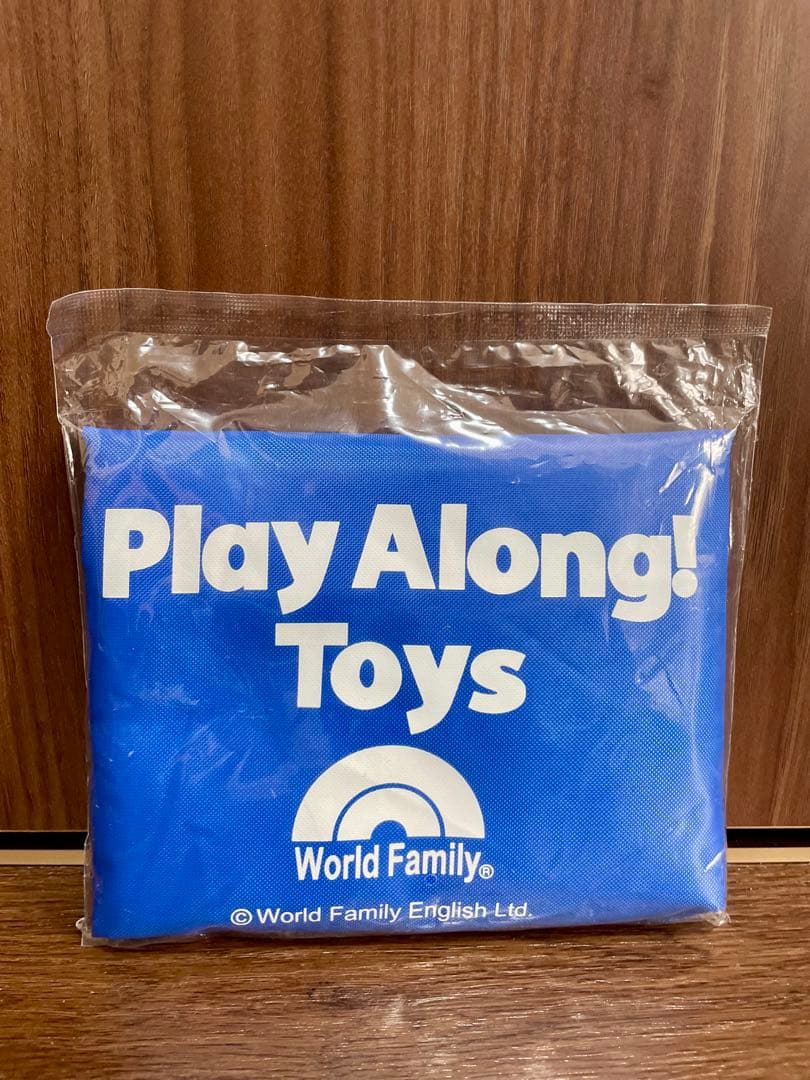 Play Along!
Toys
World Family®
© World Family English Ltd.